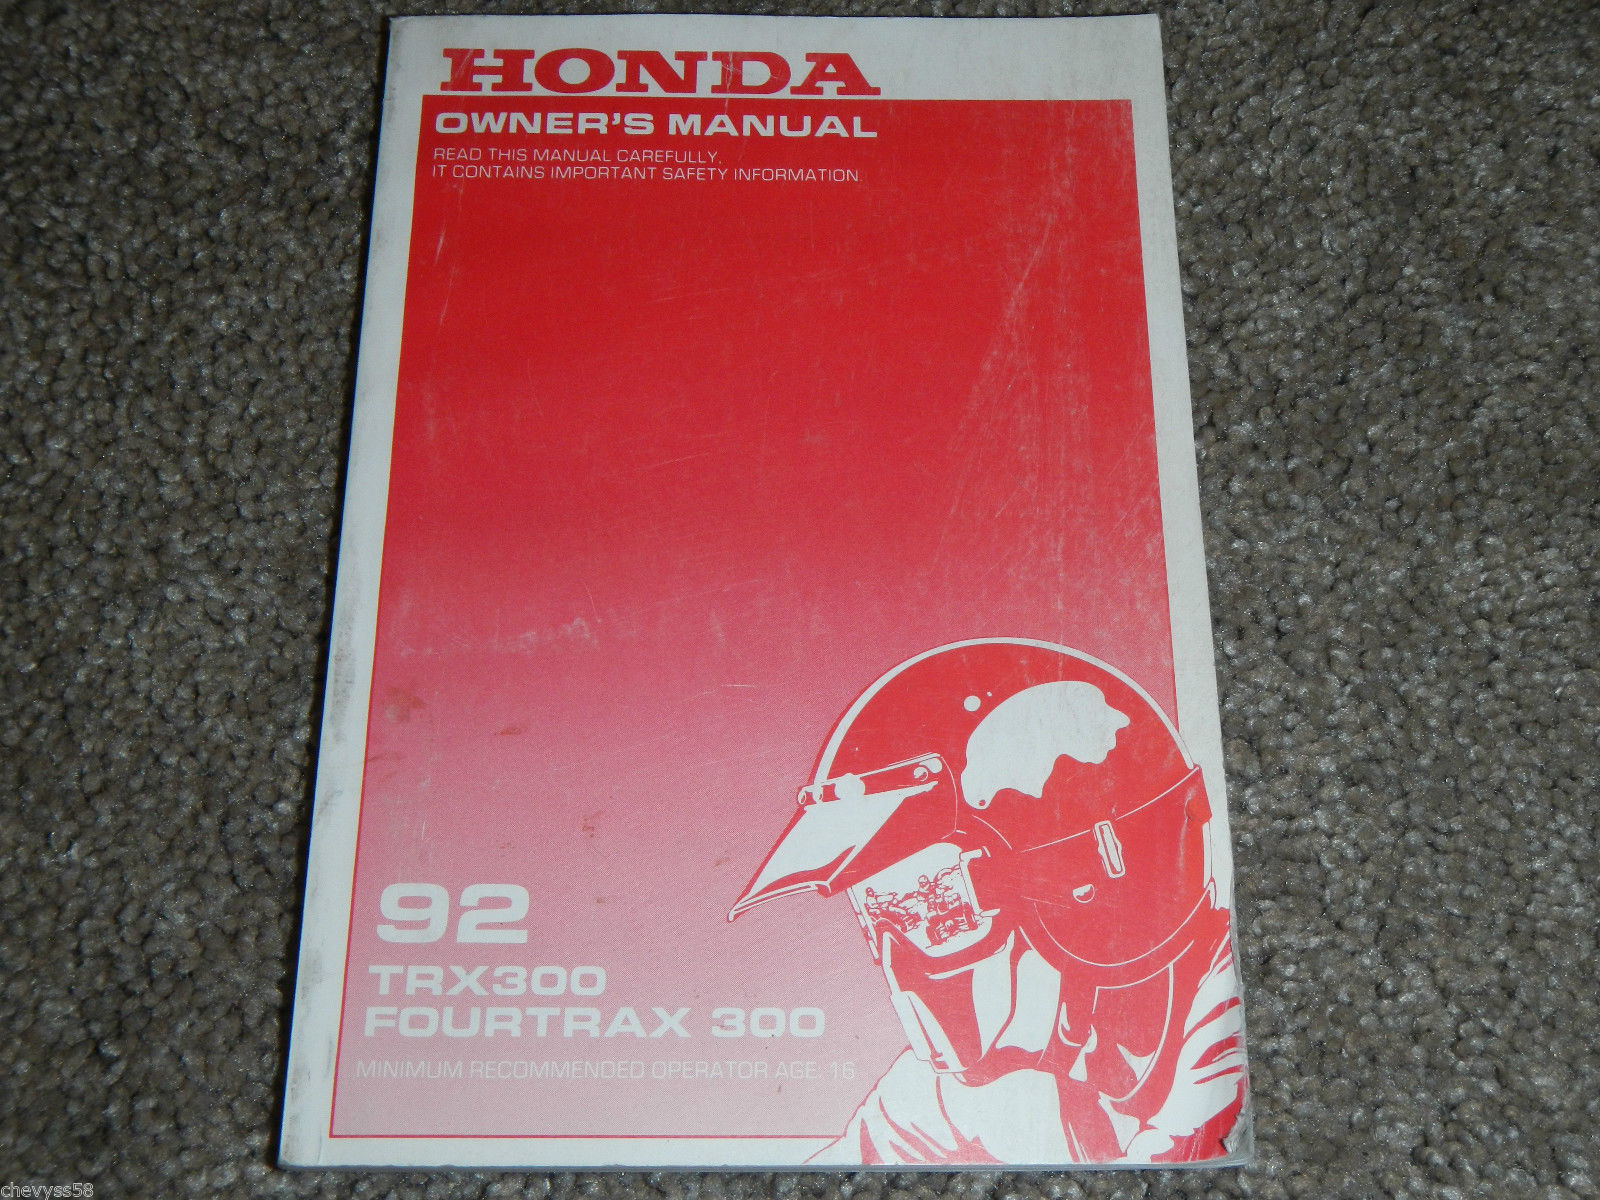 HONDA
OWNER'S MANUAL
READ THIS MANUAL CAREFULLY.
IT CONTAINS IMPORTANT SAFETY INFORMATION
92
TRX300
FOURTRAX 300
MINIMUM RECOMMENDED OPERATOR AGE: 16
chevyss58